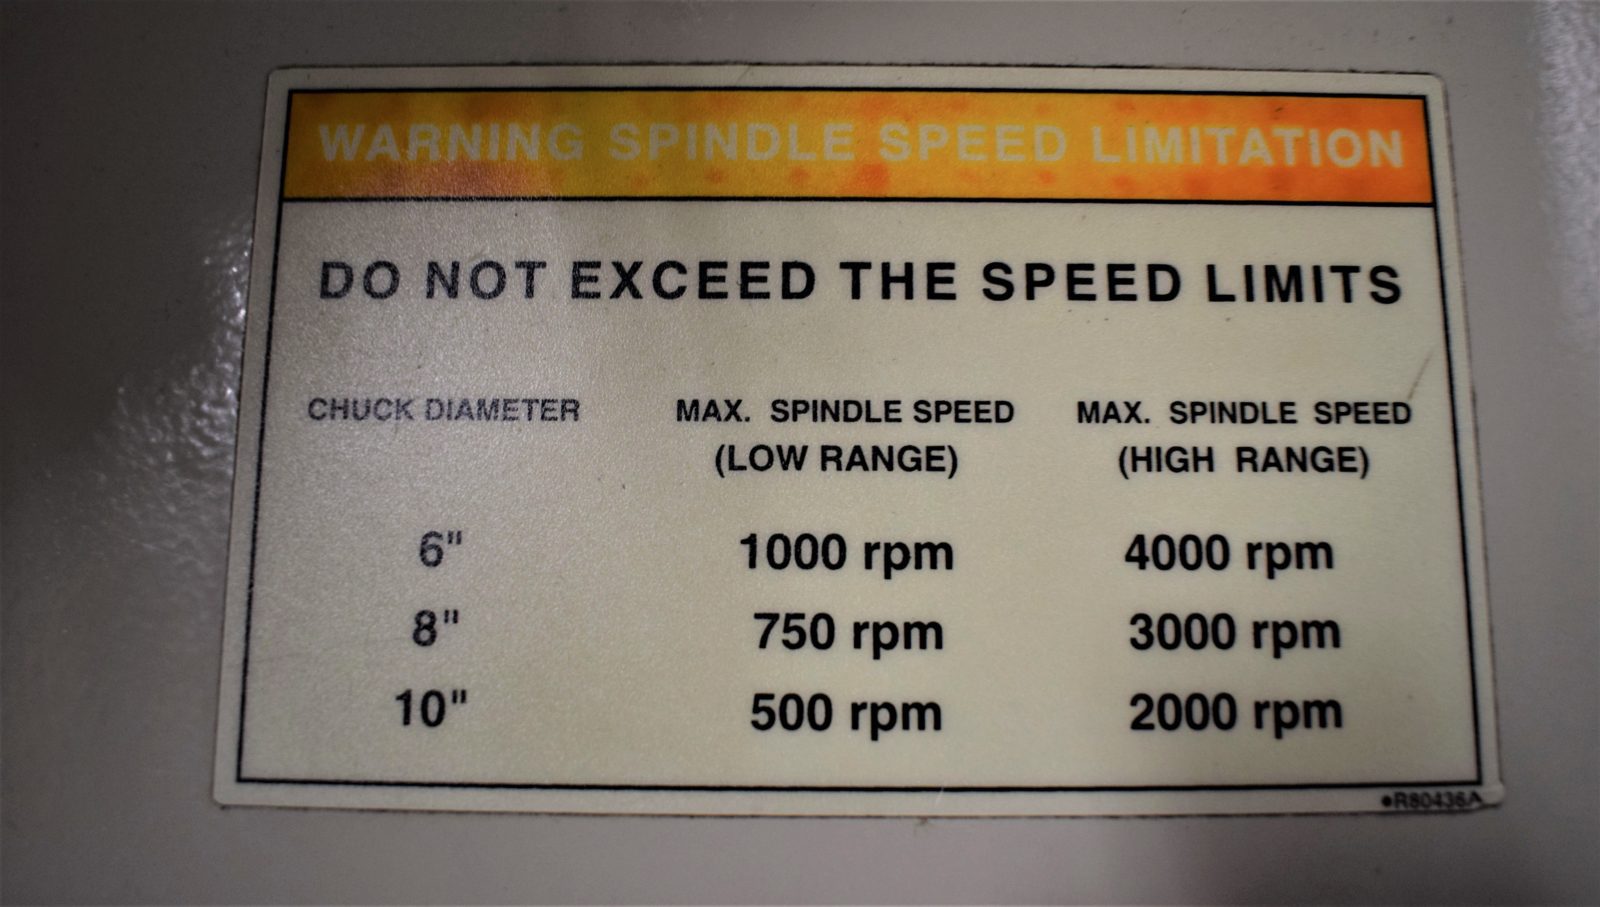 WARNING SPINDLE SPEED LIMITATION
DO NOT EXCEED THE SPEED LIMITS
CHUCK DIAMETER MAX. SPINDLE SPEED MAX. SPINDLE SPEED
(LOW RANGE) (HIGH RANGE)
6" 1000 rpm 4000 rpm
8" 750 rpm 3000 rpm
10" 500 rpm 2000 rpm
●R80436A